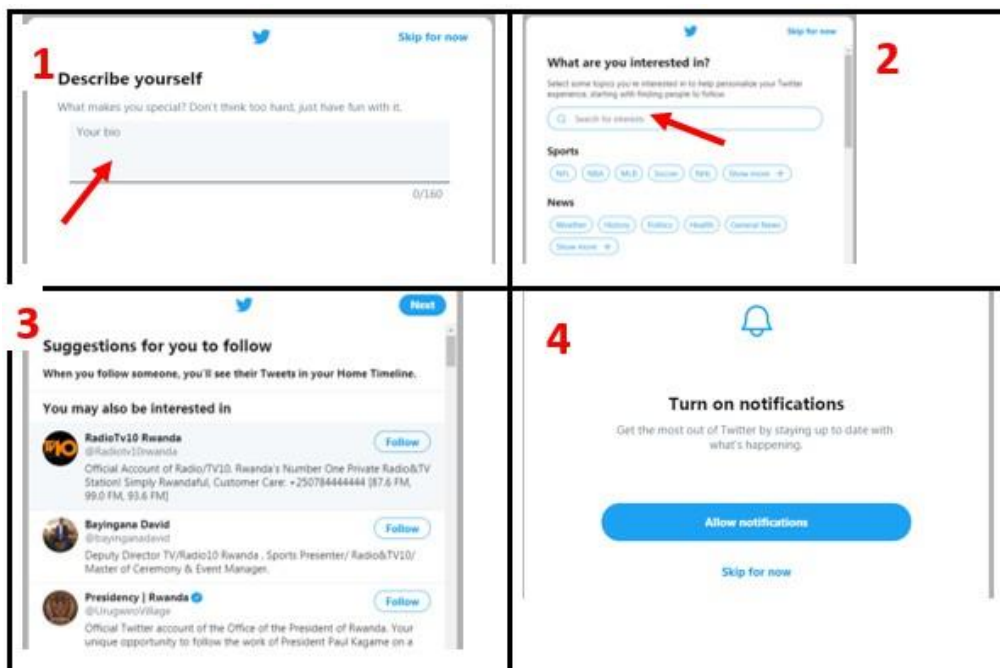 1
Skip for now
Describe yourself
What makes you special? Don't think too hard, just have fun with it.
Your bio
0/160
2
Skip for now
What are you interested in?
Select some topics you're interested in to help personalize your Twitter
experience, starting with finding people to follow.
Search for interests
Sports
NFL NBA MLB Soccer NHL Show more +
News
Weather History Politics Health General News
Show more +
3
Next
Suggestions for you to follow
When you follow someone, you'll see their Tweets in your Home Timeline.
You may also be interested in
TV10
RadioTv10 Rwanda
Follow
@Radiotv10rwanda
Official Account of Radio/TV10. Rwanda's Number One Private Radio&TV
Station! Simply Rwandaful, Customer Care: +250784444444 [87.6 FM,
99.0 FM, 93.6 FM]
Bayingana David
Follow
@bayinganadavid
Deputy Director TV/Radio10 Rwanda , Sports Presenter/ Radio&TV10/
Master of Ceremony & Event Manager.
Presidency | Rwanda
Follow
@UrugwiroVillage
Official Twitter account of the Office of the President of Rwanda. Your
unique opportunity to follow the work of President Paul Kagame on a
4
Turn on notifications
Get the most out of Twitter by staying up to date with
what's happening.
Allow notifications
Skip for now